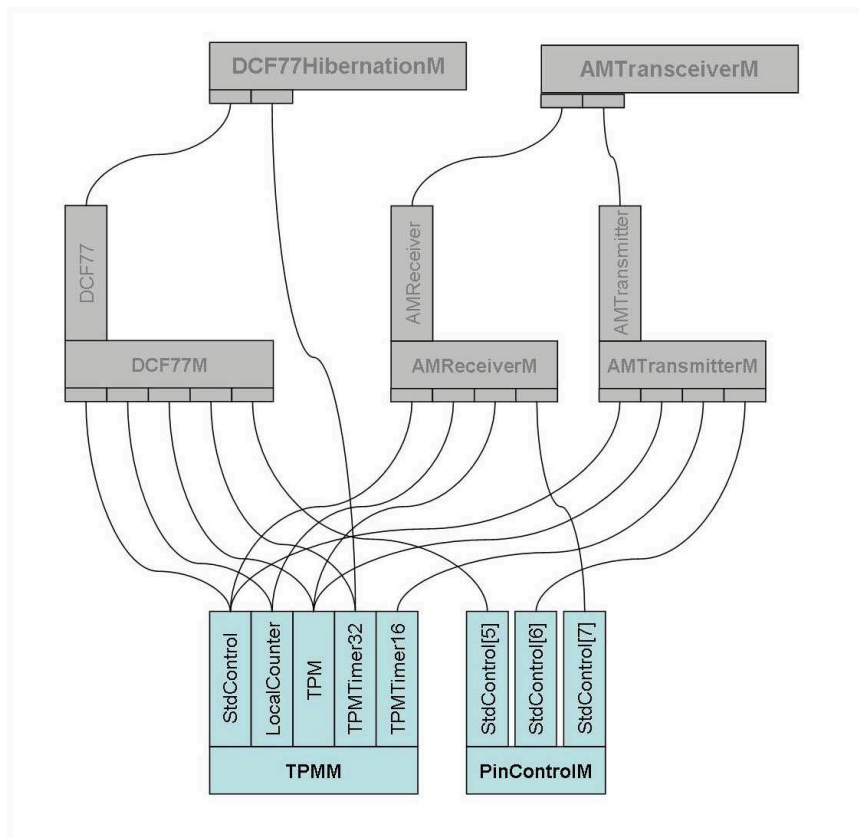 DCF77HibernationM
AMTransceiverM
DCF77
AMReceiver
AMTransmitter
DCF77M
AMReceiverM
AMTransmitterM
StdControl
LocalCounter
TPM
TPMTimer32
TPMTimer16
StdControl[5]
StdControl[6]
StdControl[7]
TPMM
PinControlM